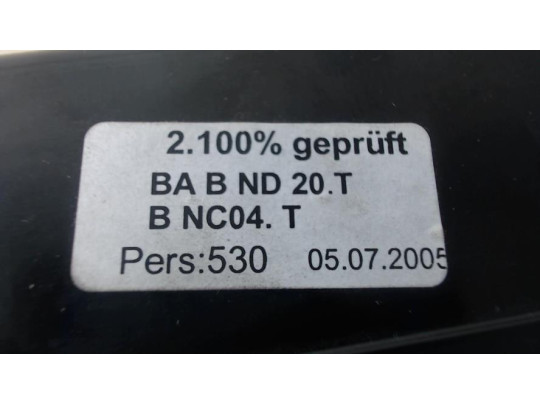 2.100% geprüft
BA B ND 20.T
B NC04. T
Pers:530 05.07.2005